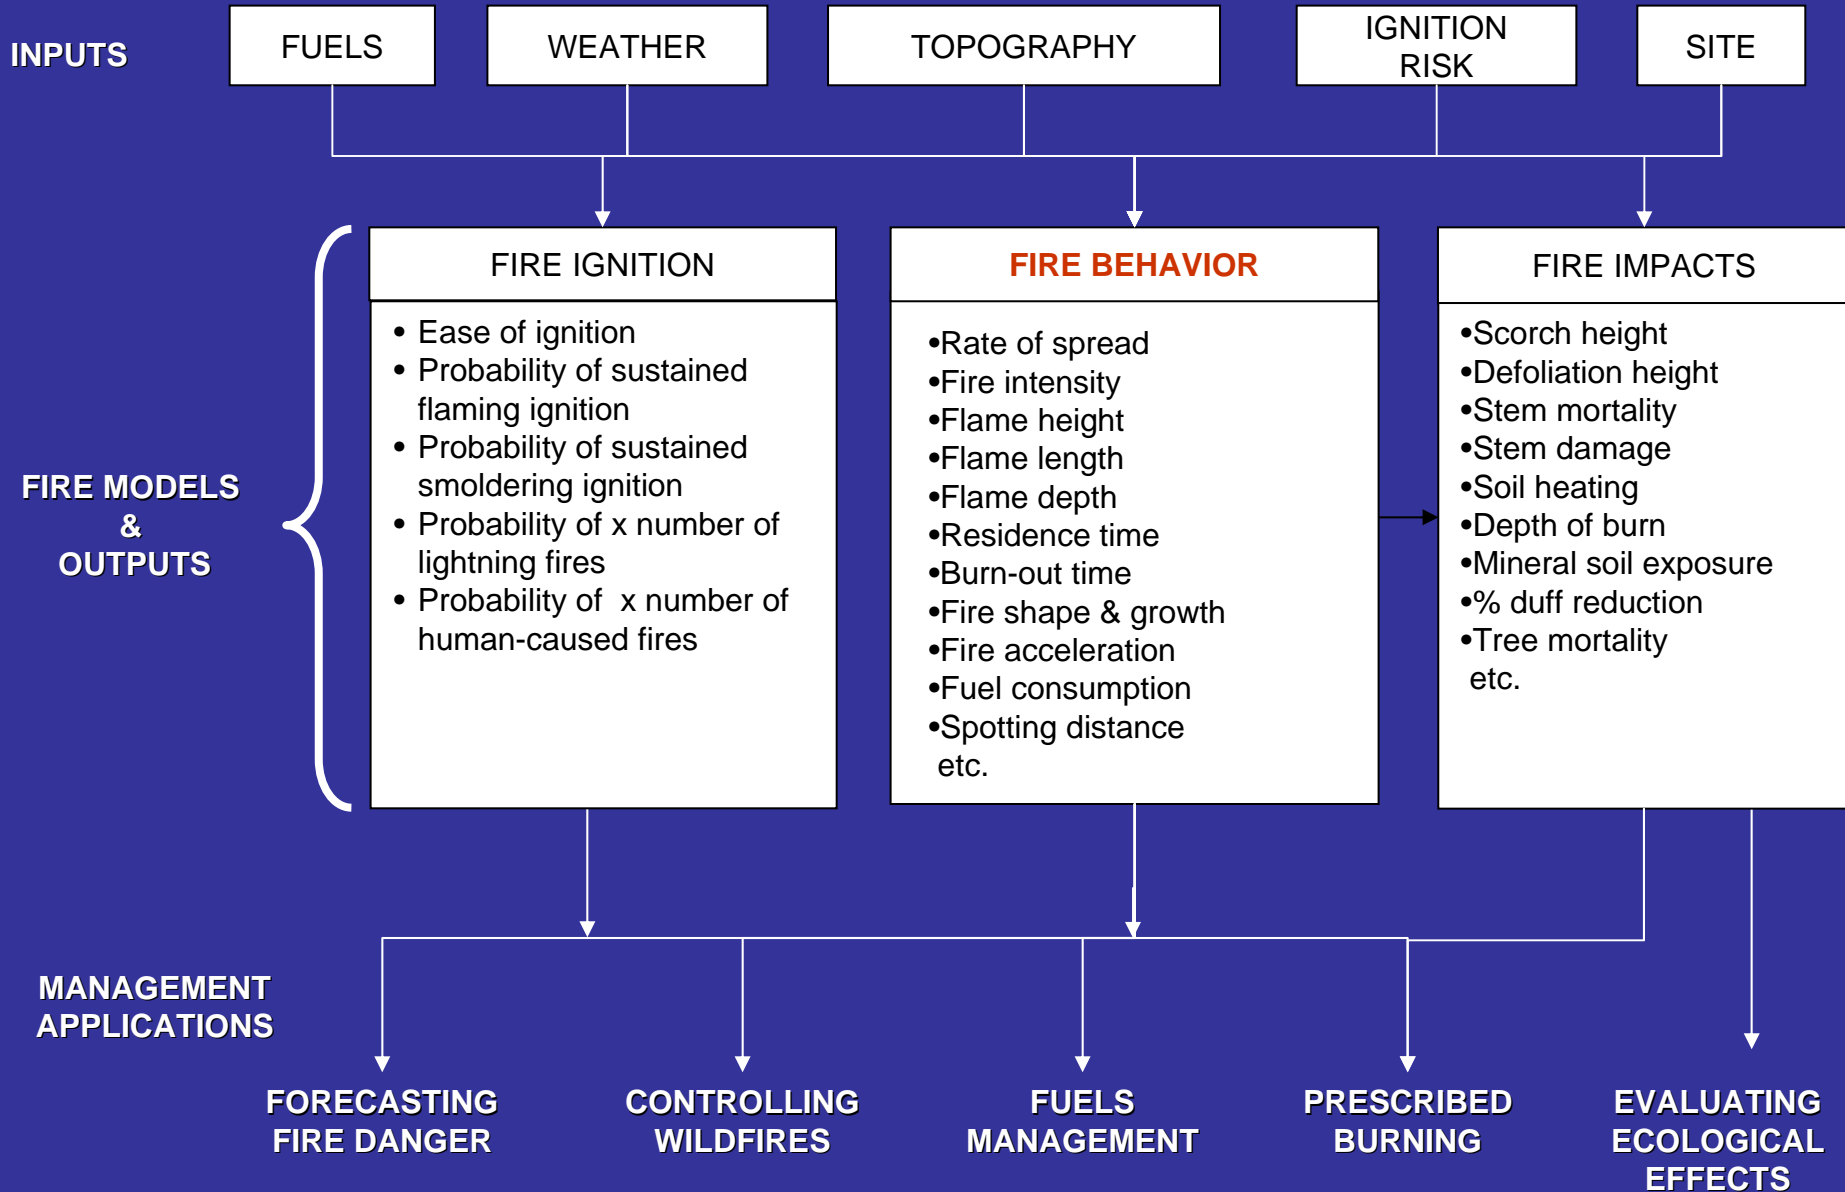 INPUTS
FUELS
WEATHER
TOPOGRAPHY
IGNITION
RISK
SITE
FIRE MODELS
&
OUTPUTS
FIRE IGNITION
• Ease of ignition
• Probability of sustained
flaming ignition
• Probability of sustained
smoldering ignition
• Probability of x number of
lightning fires
• Probability of x number of
human-caused fires
FIRE BEHAVIOR
•Rate of spread
•Fire intensity
•Flame height
•Flame length
•Flame depth
•Residence time
•Burn-out time
•Fire shape & growth
•Fire acceleration
•Fuel consumption
•Spotting distance
etc.
FIRE IMPACTS
•Scorch height
•Defoliation height
•Stem mortality
•Stem damage
•Soil heating
•Depth of burn
•Mineral soil exposure
•% duff reduction
•Tree mortality
etc.
MANAGEMENT
APPLICATIONS
FORECASTING
FIRE DANGER
CONTROLLING
WILDFIRES
FUELS
MANAGEMENT
PRESCRIBED
BURNING
EVALUATING
ECOLOGICAL
EFFECTS